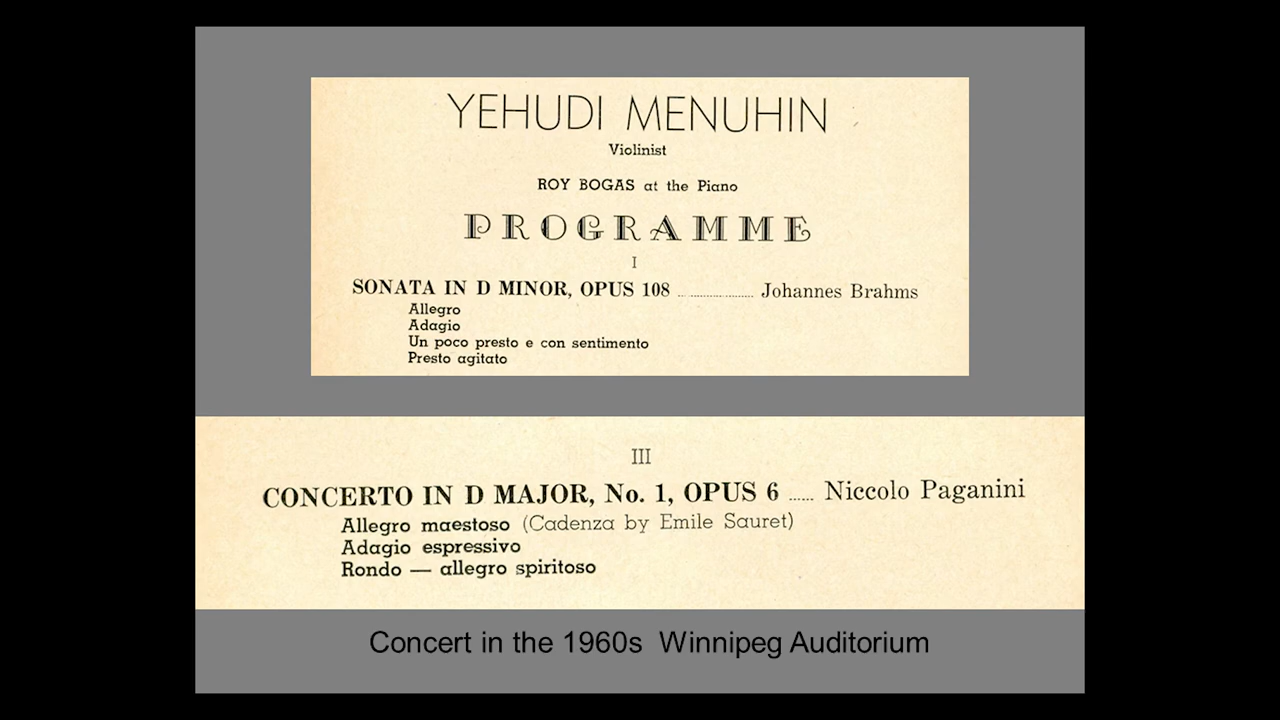 YEHUDI MENUHIN
Violinist
ROY BOGAS at the Piano
PROGRAMME
I
SONATA IN D MINOR, OPUS 108 ................... Johannes Brahms
Allegro
Adagio
Un poco presto e con sentimento
Presto agitato
III
CONCERTO IN D MAJOR, No. 1, OPUS 6 ...... Niccolo Paganini
Allegro maestoso (Cadenza by Emile Sauret)
Adagio espressivo
Rondo — allegro spiritoso
Concert in the 1960s Winnipeg Auditorium